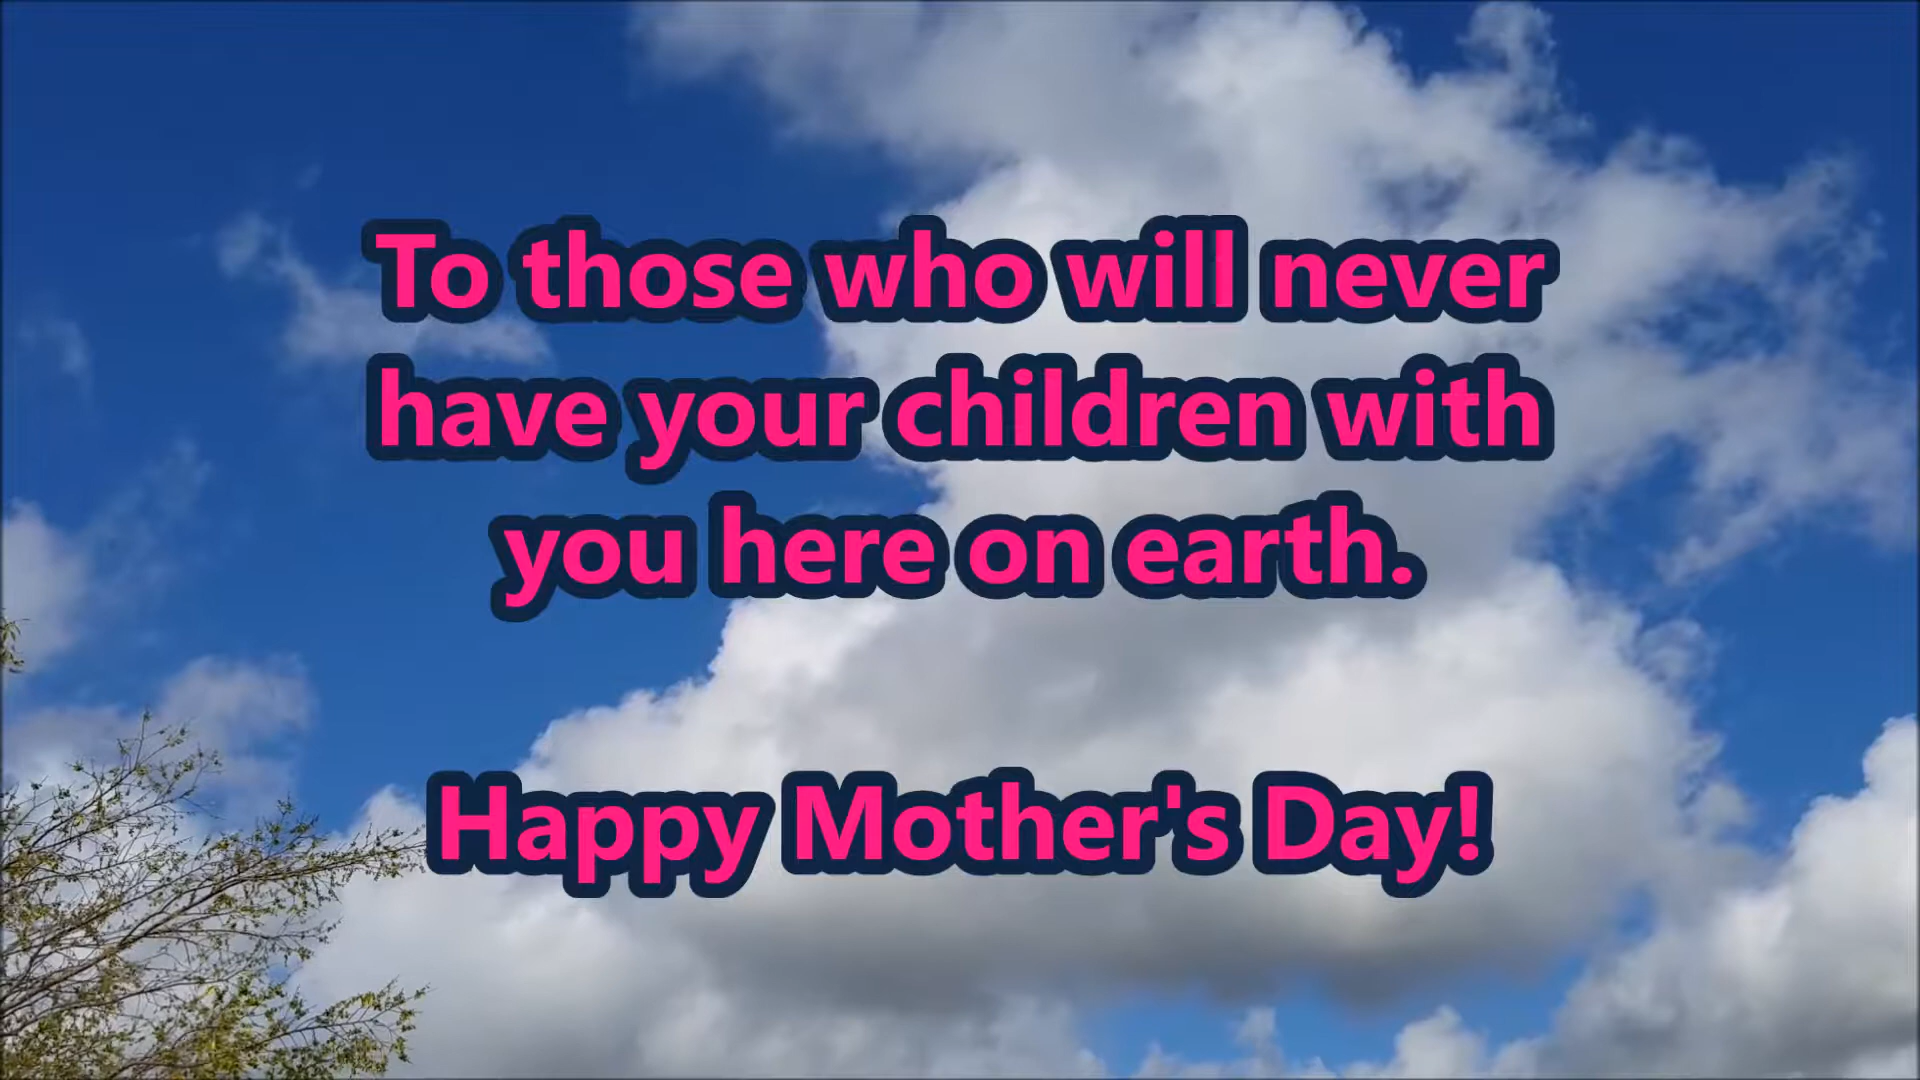 To those who will never
have your children with
you here on earth.
Happy Mother's Day!